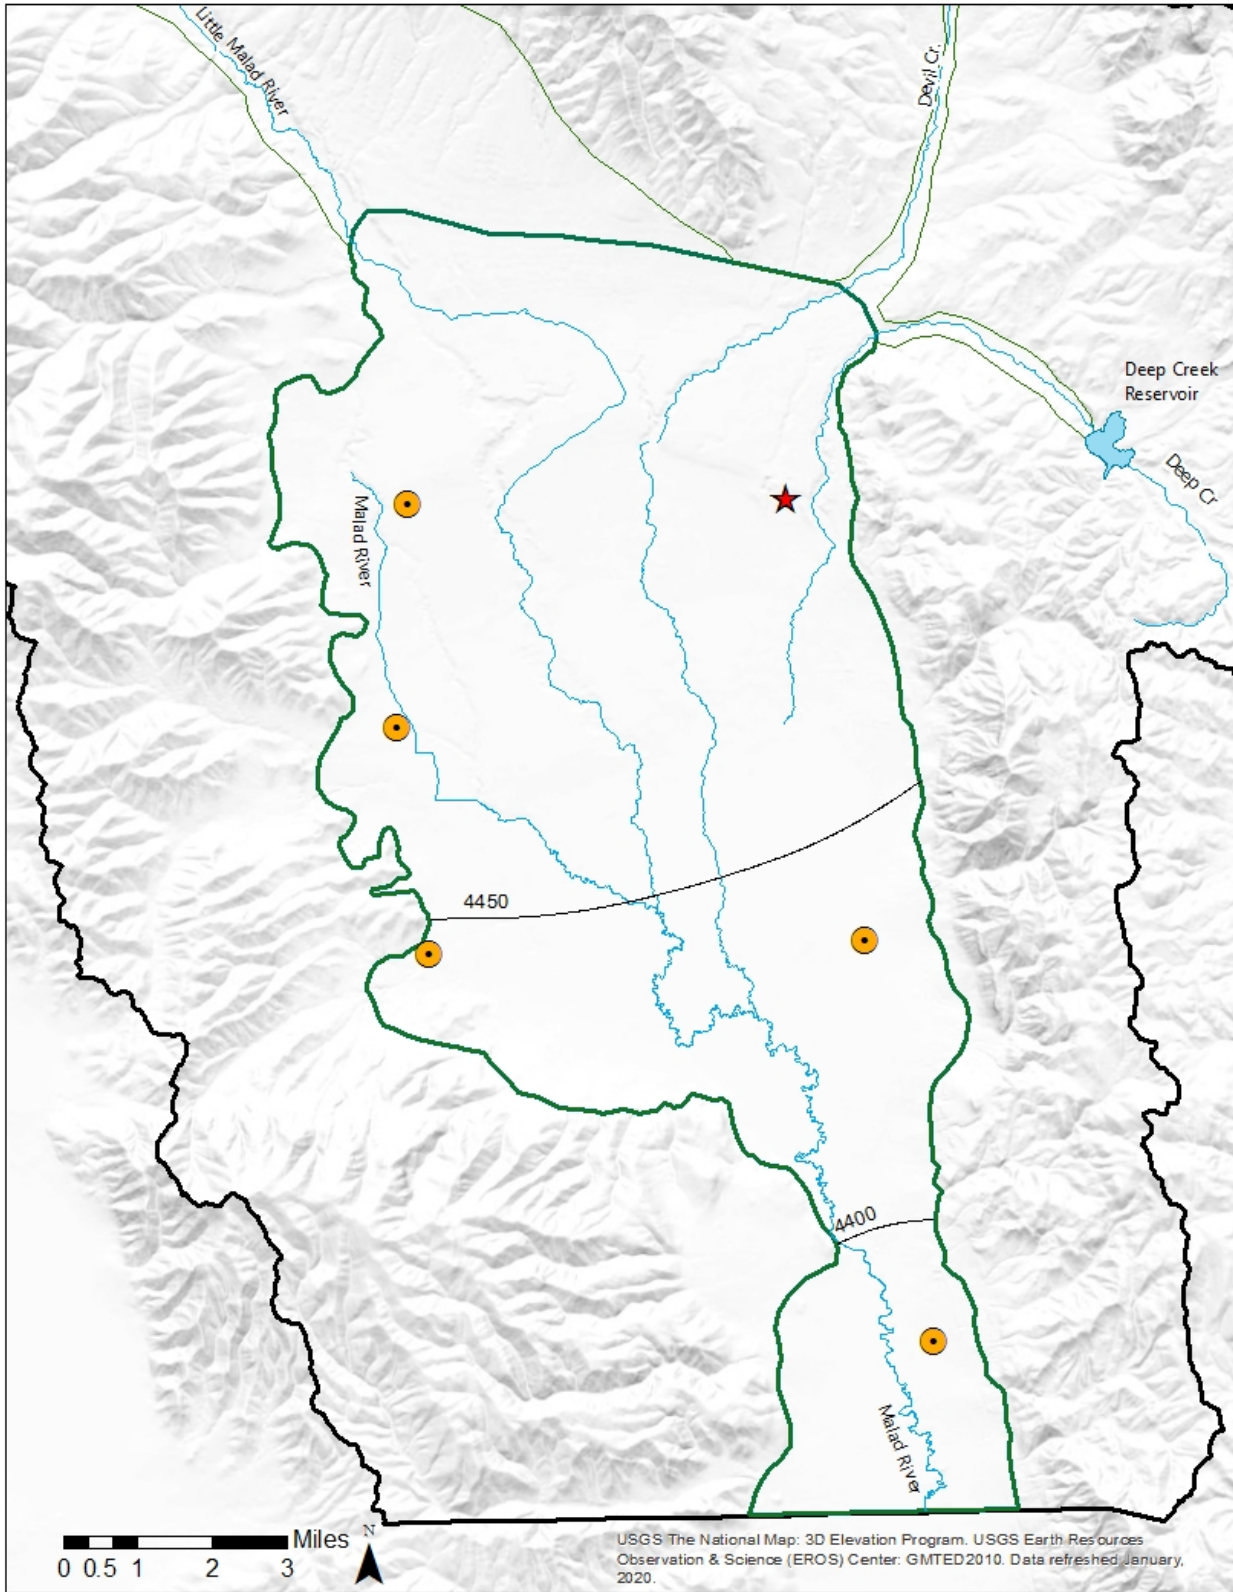 Little Malad River
Devil Cr.
Deep Creek
Reservoir
Deep Cr
Malad River
4450
4400
Malad River
Miles
N
0 0.5 1 2 3
USGS The National Map: 3D Elevation Program. USGS Earth Resources
Observation & Science (EROS) Center: GMTED2010. Data refreshed January,
2020.